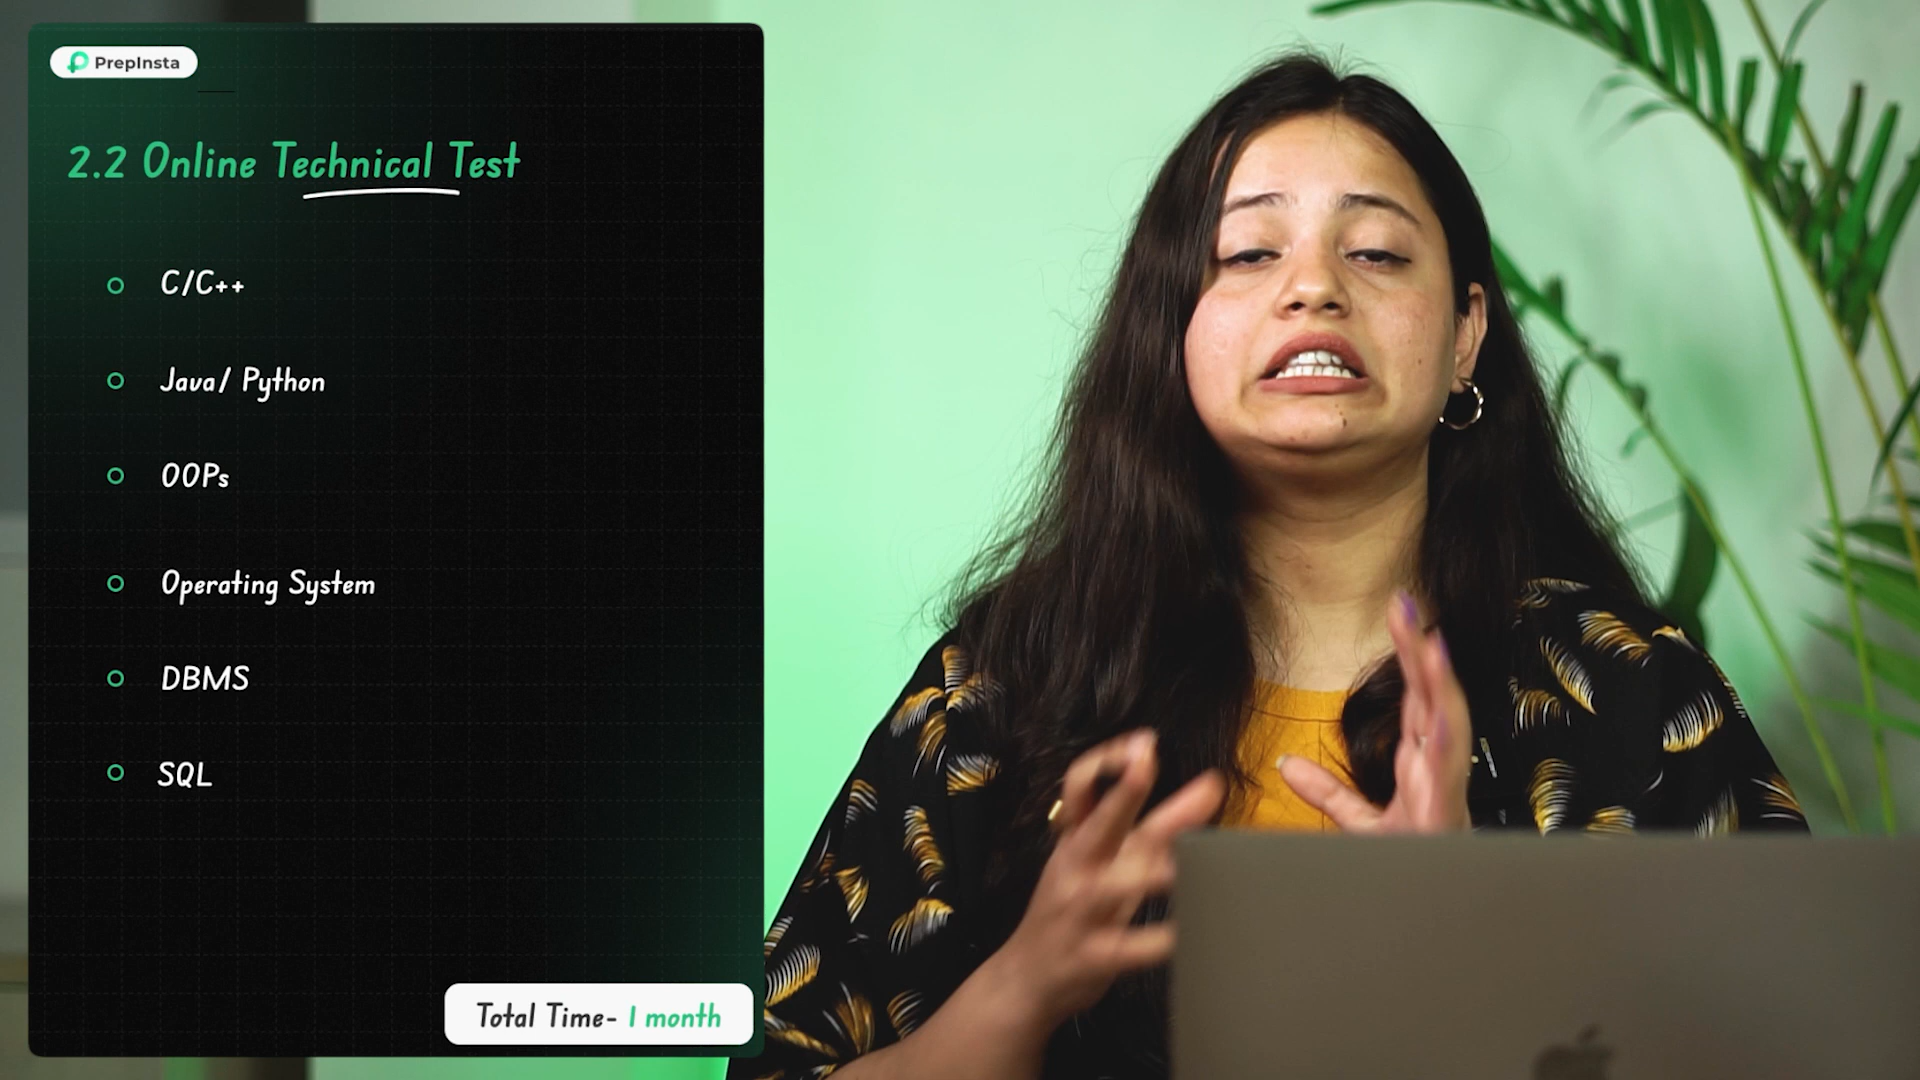 PrepInsta
2.2 Online Technical Test
C/C++
Java/ Python
OOPs
Operating System
DBMS
SQL
Total Time- 1 month